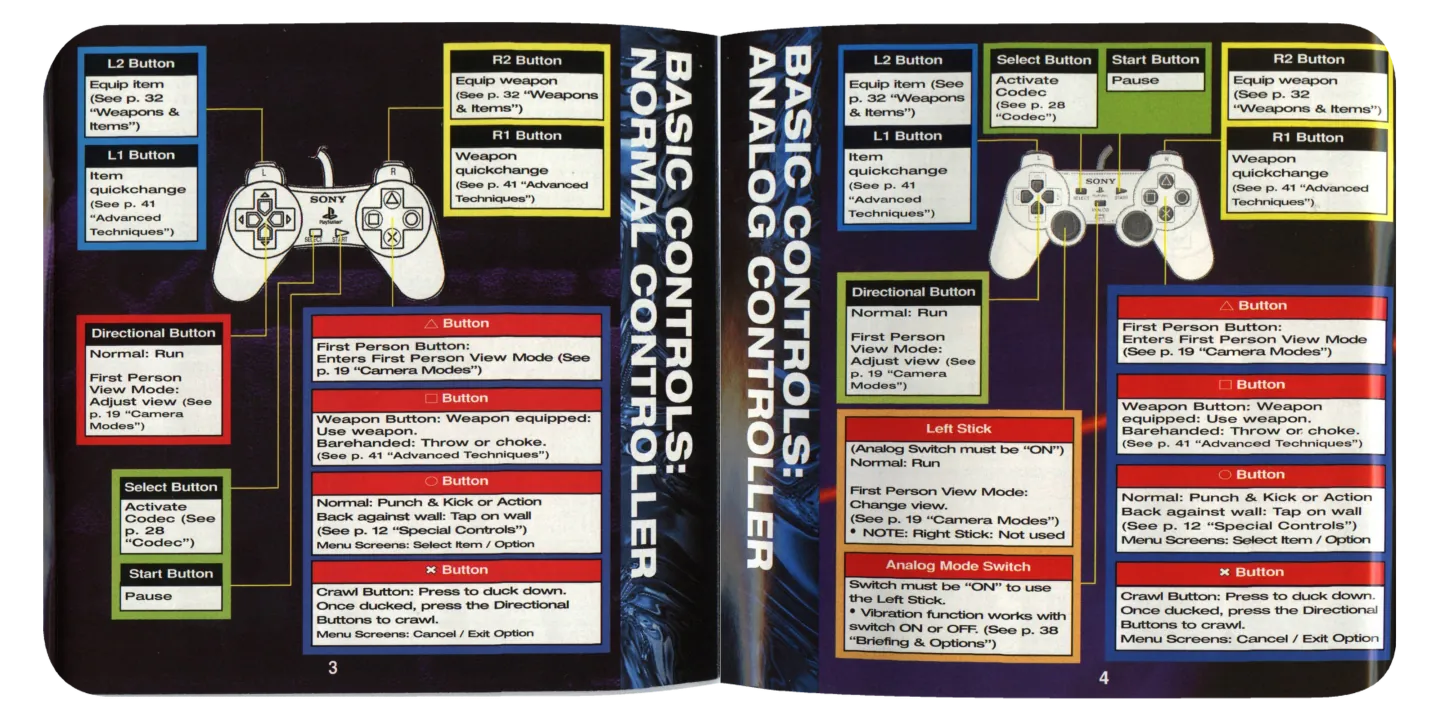 L2 Button
Equip item
(See p. 32
"Weapons &
Items")
L1 Button
Item
quickchange
(See p. 41
"Advanced
Techniques")
R2 Button
Equip weapon
(See p. 32 "Weapons
& Items")
R1 Button
Weapon
quickchange
(See p. 41 "Advanced
Techniques")
L
R
SONY
PlayStation
SELECT
START
Directional Button
Normal: Run
First Person
View Mode:
Adjust view (See
p. 19 "Camera
Modes")
Select Button
Activate
Codec (See
p. 28
"Codec")
Start Button
Pause
△ Button
First Person Button:
Enters First Person View Mode (See
p. 19 "Camera Modes")
□ Button
Weapon Button: Weapon equipped:
Use weapon.
Barehanded: Throw or choke.
(See p. 41 "Advanced Techniques")
○ Button
Normal: Punch & Kick or Action
Back against wall: Tap on wall
(See p. 12 "Special Controls")
Menu Screens: Select Item / Option
✖ Button
Crawl Button: Press to duck down.
Once ducked, press the Directional
Buttons to crawl.
Menu Screens: Cancel / Exit Option
3
BASIC CONTROLS:
NORMAL CONTROLLER
BASIC CONTROLS:
ANALOG CONTROLLER
L2 Button
Equip item (See
p. 32 "Weapons
& Items")
L1 Button
Item
quickchange
(See p. 41
"Advanced
Techniques")
Select Button
Activate
Codec
(See p. 28
"Codec")
Start Button
Pause
R2 Button
Equip weapon
(See p. 32
"Weapons & Items")
R1 Button
Weapon
quickchange
(See p. 41 "Advanced
Techniques")
L
R
SONY
SELECT
START
Directional Button
Normal: Run
First Person
View Mode:
Adjust view (See
p. 19 "Camera
Modes")
Left Stick
(Analog Switch must be "ON")
Normal: Run
First Person View Mode:
Change view.
(See p. 19 "Camera Modes")
• NOTE: Right Stick: Not used
Analog Mode Switch
Switch must be "ON" to use
the Left Stick.
• Vibration function works with
switch ON or OFF. (See p. 38
"Briefing & Options")
△ Button
First Person Button:
Enters First Person View Mode
(See p. 19 "Camera Modes")
□ Button
Weapon Button: Weapon
equipped: Use weapon.
Barehanded: Throw or choke.
(See p. 41 "Advanced Techniques")
○ Button
Normal: Punch & Kick or Action
Back against wall: Tap on wall
(See p. 12 "Special Controls")
Menu Screens: Select Item / Option
✖ Button
Crawl Button: Press to duck down.
Once ducked, press the Directional
Buttons to crawl.
Menu Screens: Cancel / Exit Option
4